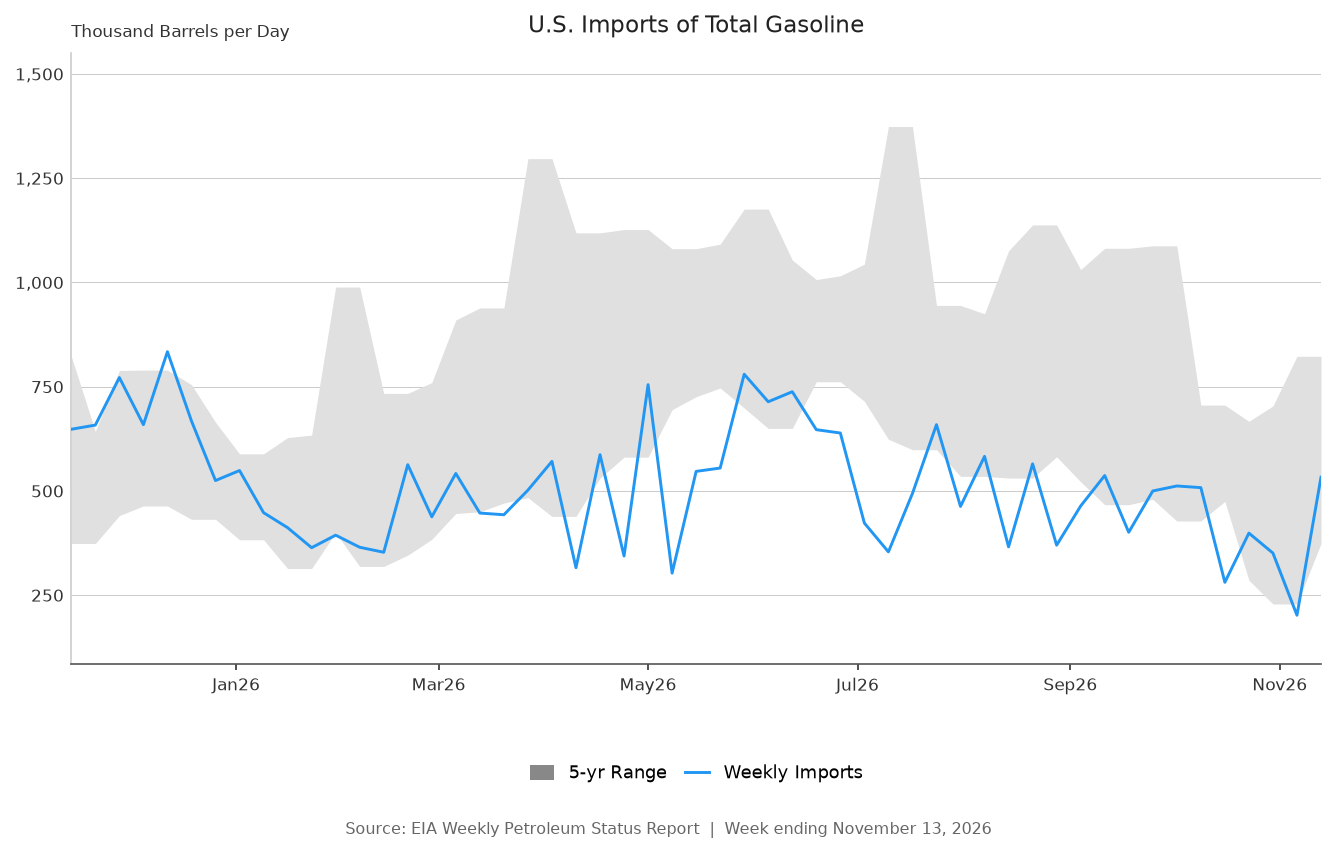 U.S. Imports of Total Gasoline
Thousand Barrels per Day
1,500
1,250
1,000
750
500
250
Jan26 Mar26 May26 Jul26 Sep26 Nov26
5-yr Range Weekly Imports
Source: EIA Weekly Petroleum Status Report | Week ending November 13, 2026